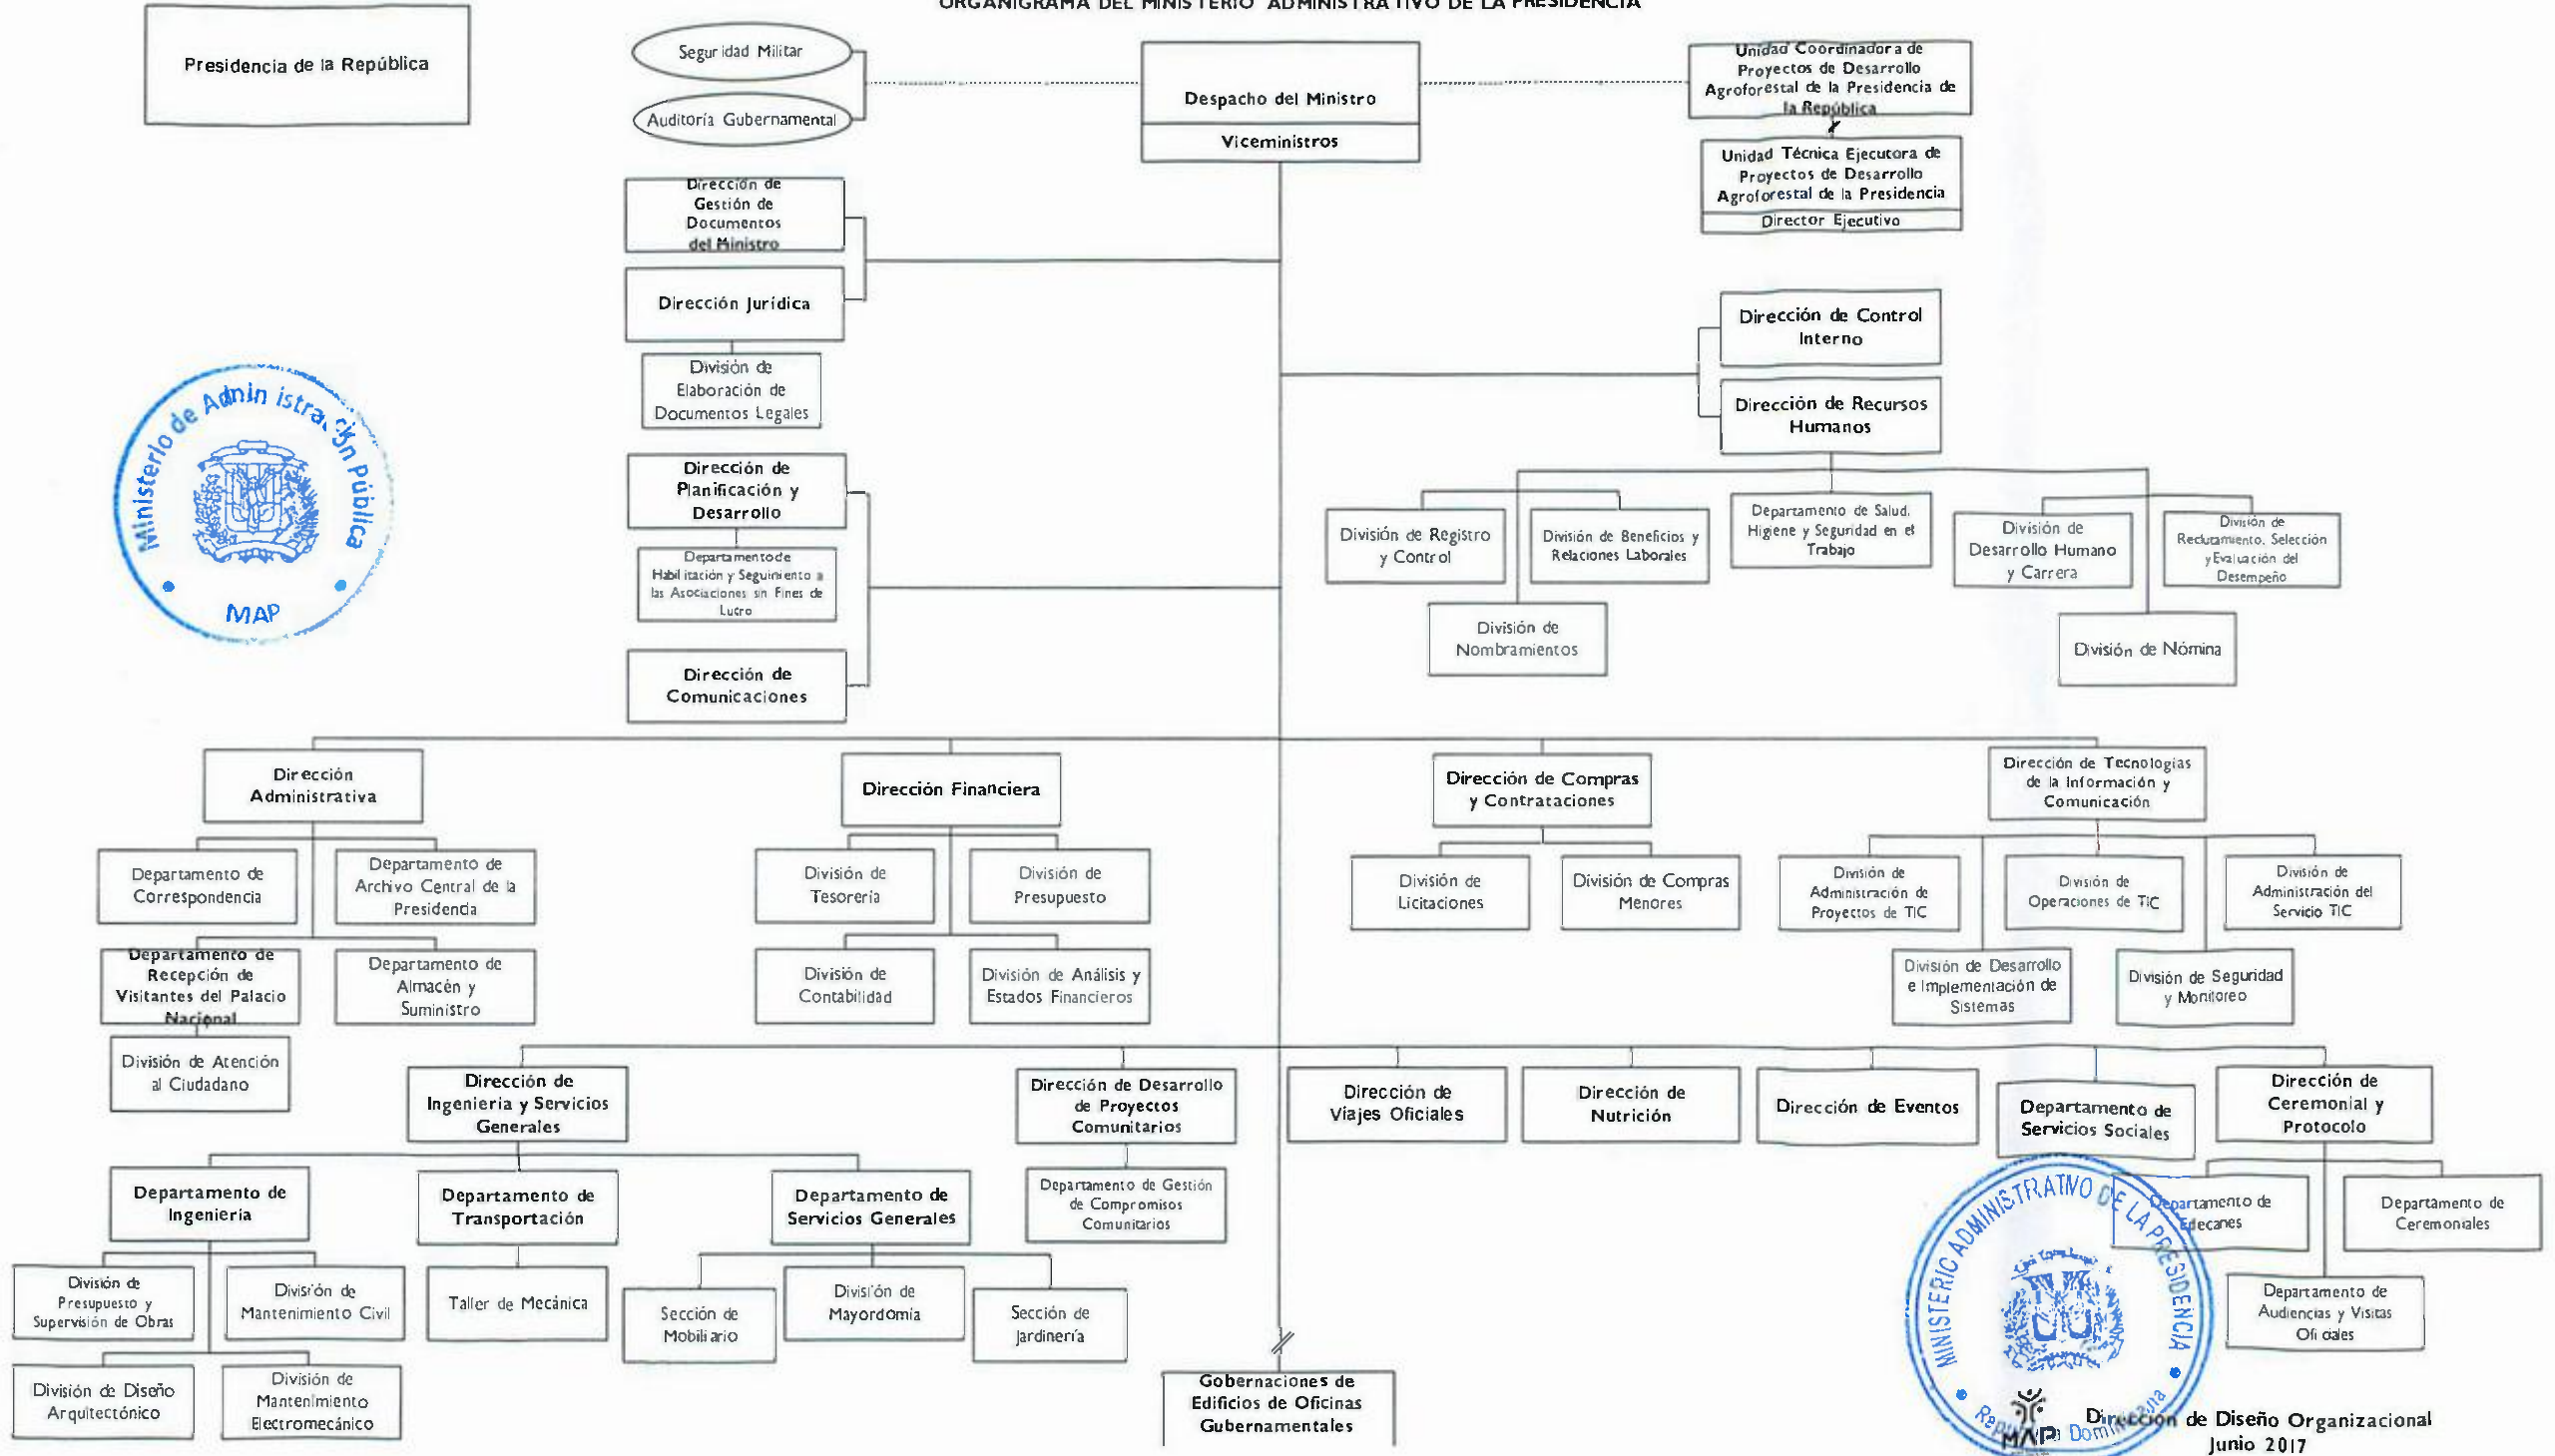 ORGANIGRAMA DEL MINISTERIO ADMINISTRATIVO DE LA PRESIDENCIA
Presidencia de la República
Seguridad Militar
Auditoría Gubernamental
Despacho del Ministro
Viceministros
Unidad Coordinadora de
Proyectos de Desarrollo
Agroforestal de la Presidencia de
la República
Unidad Técnica Ejecutora de
Proyectos de Desarrollo
Agroforestal de la Presidencia
Director Ejecutivo
Dirección de
Gestión de
Documentos
del Ministro
Dirección Jurídica
División de
Elaboración de
Documentos Legales
Dirección de Control
Interno
Dirección de Recursos
Humanos
Ministerio de Administración Pública
MAP
Dirección de
Planificación y
Desarrollo
Departamento de
Habilitación y Seguiniento a
las Asociaciones sin Fines de
Lucro
Dirección de
Comunicaciones
División de Registro
y Control
División de Beneficios y
Relaciones Laborales
Departamento de Salud,
Higiene y Seguridad en el
Trabajo
División de
Desarrollo Humano
y Carrera
División de
Reclutamiento, Selección
y Evaluación del
Desempeño
División de
Nombramientos
División de Nómina
Dirección
Administrativa
Dirección Financiera
Dirección de Compras
y Contrataciones
Dirección de Tecnologías
de la Información y
Comunicación
Departamento de
Correspondencia
Departamento de
Archivo Central de la
Presidencia
División de
Tesorería
División de
Presupuesto
División de
Licitaciones
División de Compras
Menores
División de
Administración de
Proyectos de TIC
División de
Operaciones de TIC
División de
Administración del
Servicio TIC
Departamento de
Recepción de
Visitantes del Palacio
Nacional
Departamento de
Almacén y
Suministro
División de
Contabilidad
División de Análisis y
Estados Financieros
División de Desarrollo
e Implementación de
Sistemas
División de Seguridad
y Monitoreo
División de Atención
al Ciudadano
Dirección de
Ingenieria y Servicios
Generales
Dirección de Desarrollo
de Proyectos
Comunitarios
Dirección de
Viajes Oficiales
Dirección de
Nutrición
Dirección de Eventos
Departamento de
Servicios Sociales
Dirección de
Ceremonial y
Protocolo
Departamento de
Ingeniería
Departamento de
Transportación
Departamento de
Servicios Generales
Departamento de Gestión
de Compromisos
Comunitarios
Departamento de
Edecanes
Departamento de
Ceremoniales
División de
Presupuesto y
Supervisión de Obras
División de
Mantenimiento Civil
Taller de Mecánica
Sección de
Mobiliario
División de
Mayordomía
Sección de
Jardinería
Departamento de
Audiencias y Visitas
Oficiales
División de Diseño
Arquitectónico
División de
Mantenimiento
Electromecánico
Gobernaciones de
Edificios de Oficinas
Gubernamentales
MINISTERIO ADMINISTRATIVO DE LA PRESIDENCIA
República Dominicana
MAP
Dirección de Diseño Organizacional
Junio 2017